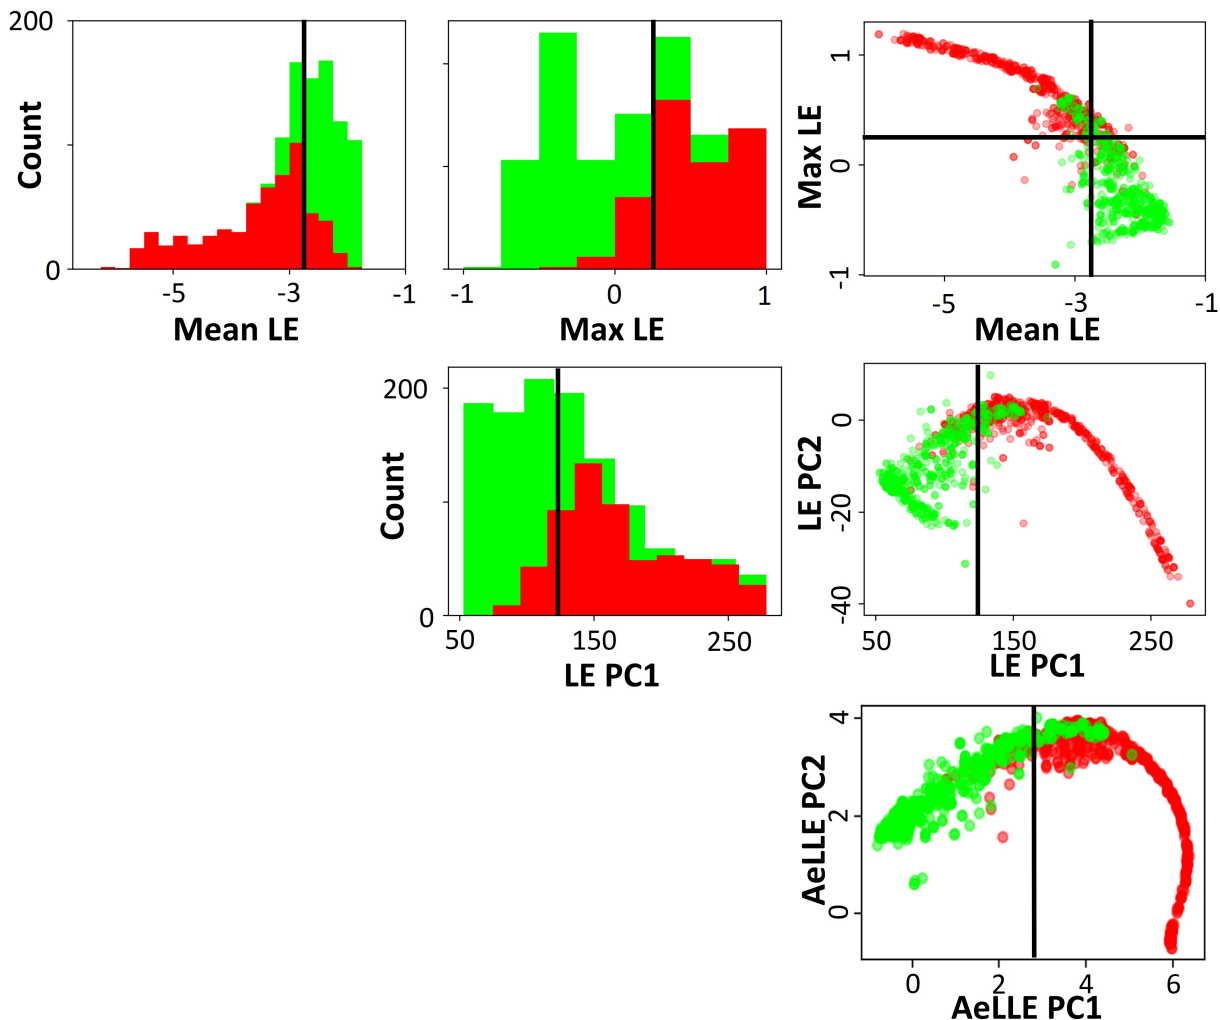 200
Count
0
-5 -3 -1
Mean LE
-1 0 1
Max LE
1
Max LE
0
-1
-5 -3 -1
Mean LE
200
Count
0
50 150 250
LE PC1
0
LE PC2
-20
-40
50 150 250
LE PC1
4
AeLLE PC2
2
0
0 2 4 6
AeLLE PC1